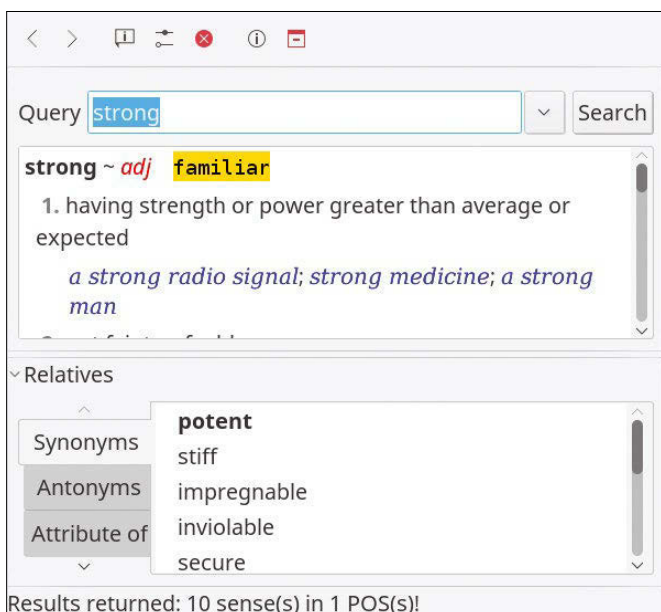 Query strong Search
strong ~ adj familiar
1. having strength or power greater than average or
expected
a strong radio signal; strong medicine; a strong
man
Relatives
Synonyms
Antonyms
Attribute of
potent
stiff
impregnable
inviolable
secure
Results returned: 10 sense(s) in 1 POS(s)!